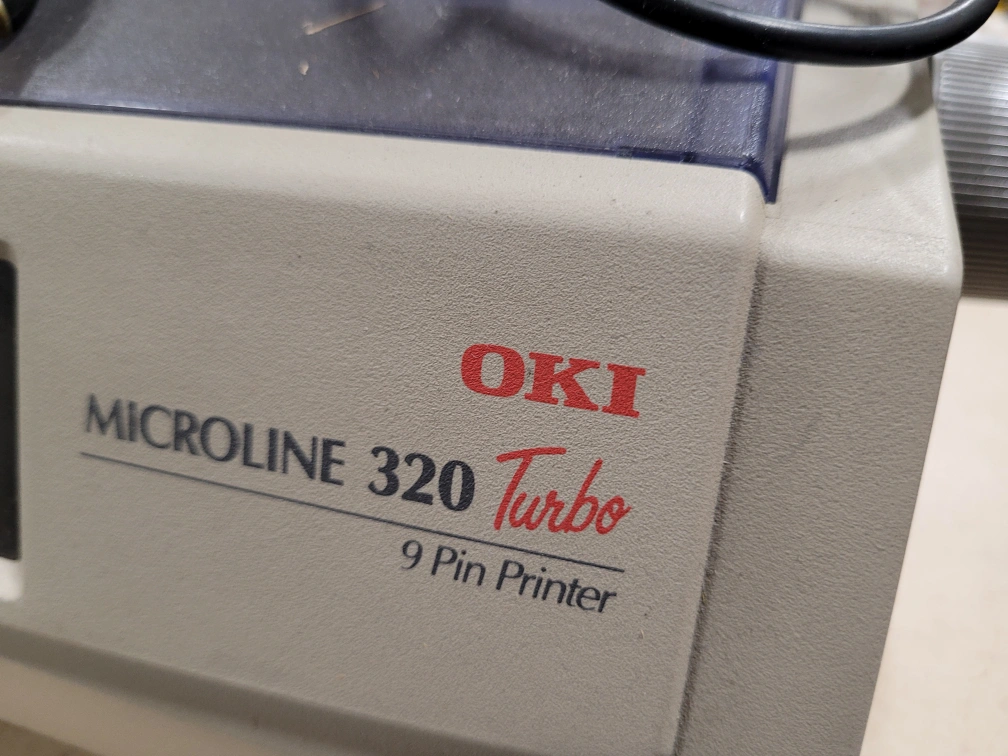 OKI
MICROLINE 320 Turbo
9 Pin Printer